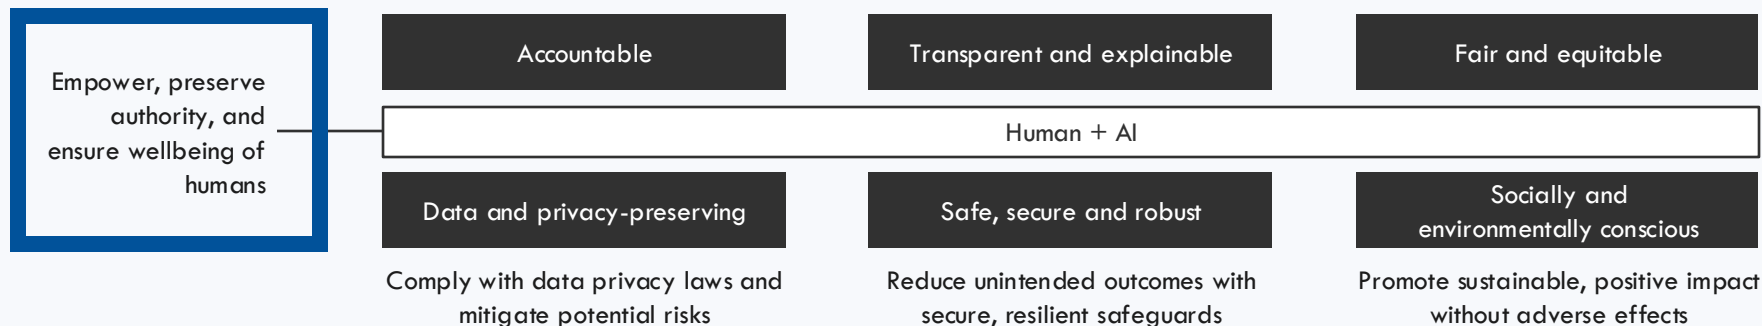 Accountable
Transparent and explainable
Fair and equitable
Empower, preserve
authority, and
ensure wellbeing of
humans
Human + AI
Data and privacy-preserving
Safe, secure and robust
Socially and
environmentally conscious
Comply with data privacy laws and
mitigate potential risks
Reduce unintended outcomes with
secure, resilient safeguards
Promote sustainable, positive impact
without adverse effects